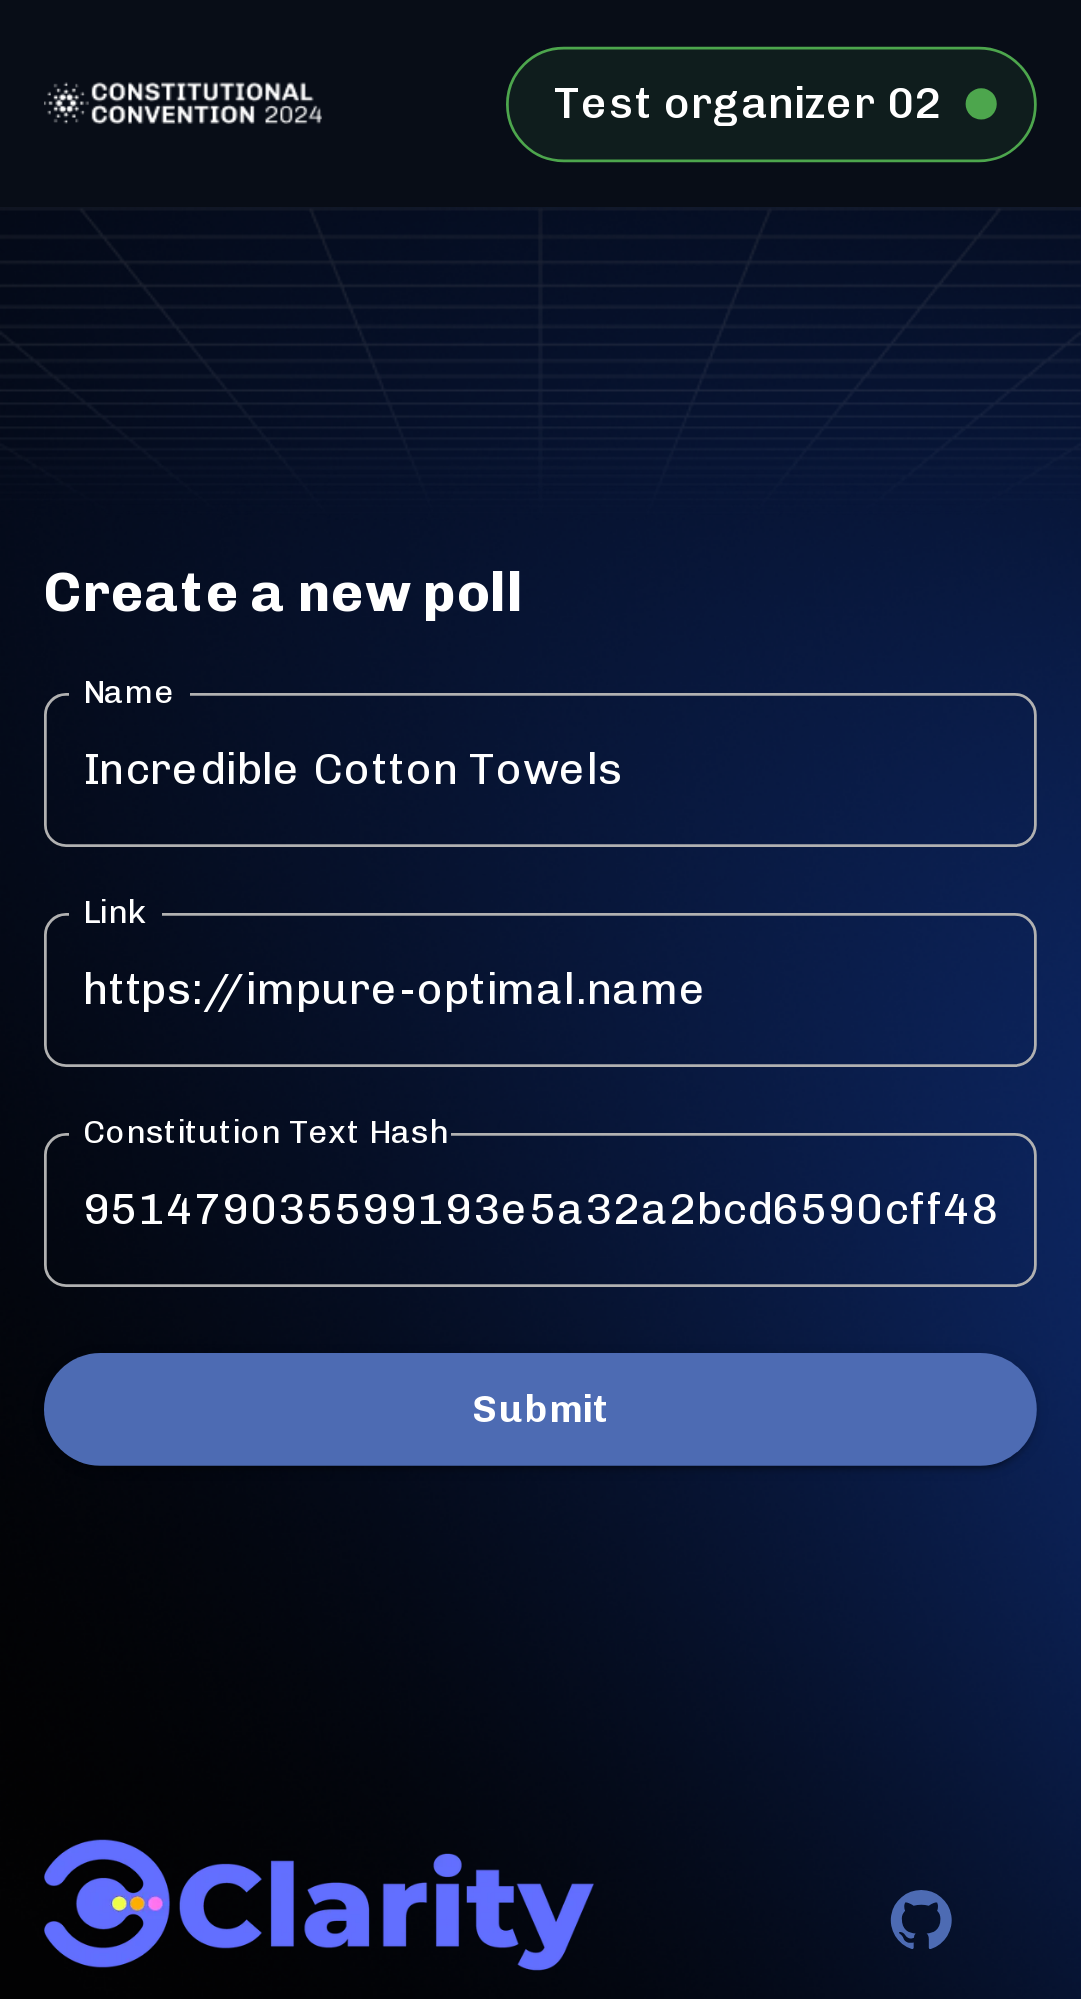 CONSTITUTIONAL
CONVENTION 2024
Test organizer 02
Create a new poll
Name
Incredible Cotton Towels
Link
https://impure-optimal.name
Constitution Text Hash
951479035599193e5a32a2bcd6590cff48
Submit
Clarity